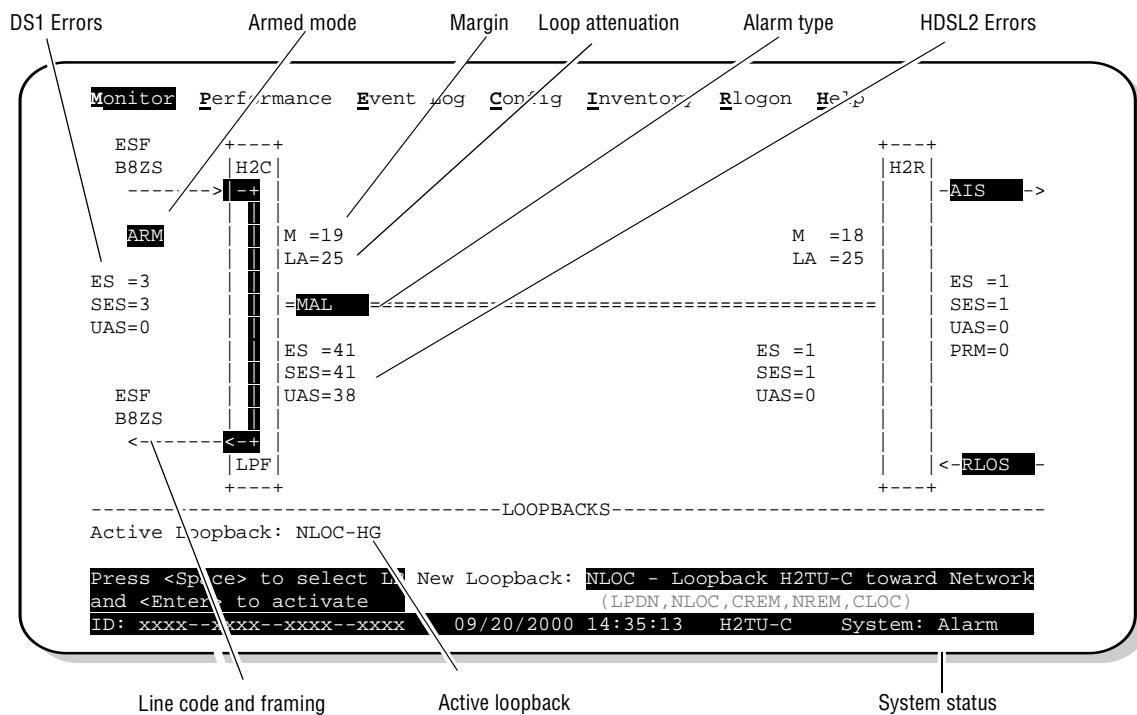 DS1 Errors    Armed mode    Margin    Loop attenuation    Alarm type    HDSL2 Errors
Monitor  Performance  Event Log  Config  Inventory  Rlogon  Help
  ESF       +---+                                                    +---+
  B8ZS      |H2C|                                                    |H2R|
   -------->|-+ |                                                    |   |-AIS   ->
  ARM       | | |M =19                                       M  =18  |   |
            | | |LA=25                                       LA =25  |   |
ES =3       | | |                                                    |   | ES =1
SES=3       | | |=MAL   =============================================|   | SES=1
UAS=0       | | |                                                    |   | UAS=0
            | | |ES =41                                  ES =1       |   | PRM=0
            | | |SES=41                                  SES=1       |   |
  ESF       | | |UAS=38                                  UAS=0       |   |
  B8ZS      | | |                                                    |   |
   <--------<-+ |                                                    |   |
            |LPF|                                                    |   |<-RLOS  -
            +---+                                                    +---+
-----------------------------------LOOPBACKS-------------------------------------
Active Loopback: NLOC-HG
Press <Space> to select LB New Loopback: NLOC - Loopback H2TU-C toward Network
and <Enter> to activate (LPDN,NLOC,CREM,NREM,CLOC)
ID: xxxx--xxxx--xxxx--xxxx    09/20/2000 14:35:13   H2TU-C    System: Alarm
Line code and framing    Active loopback    System status